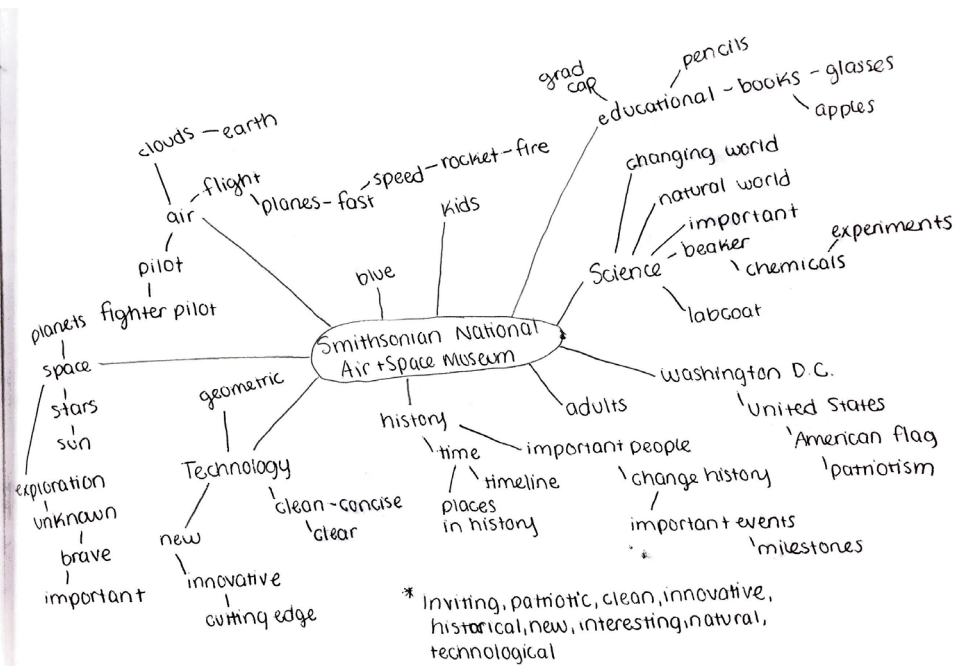 pencils
grad
cap
educational - books - glasses
apples
clouds - earth
flight
planes - fast - speed - rocket - fire
air
pilot
fighter pilot
kids
blue
changing world
natural world
important
beaker
experiments
chemicals
Science
labcoat
Smithsonian National
Air + Space Museum
planets
space
stars
sun
exploration
unknown
brave
important
geometric
Technology
clean - concise
clear
new
innovative
cutting edge
history
time
timeline
places
in history
important people
change history
important events
milestones
adults
Washington D.C.
United States
American flag
patriotism
* Inviting, patriotic, clean, innovative,
historical, new, interesting, natural,
technological